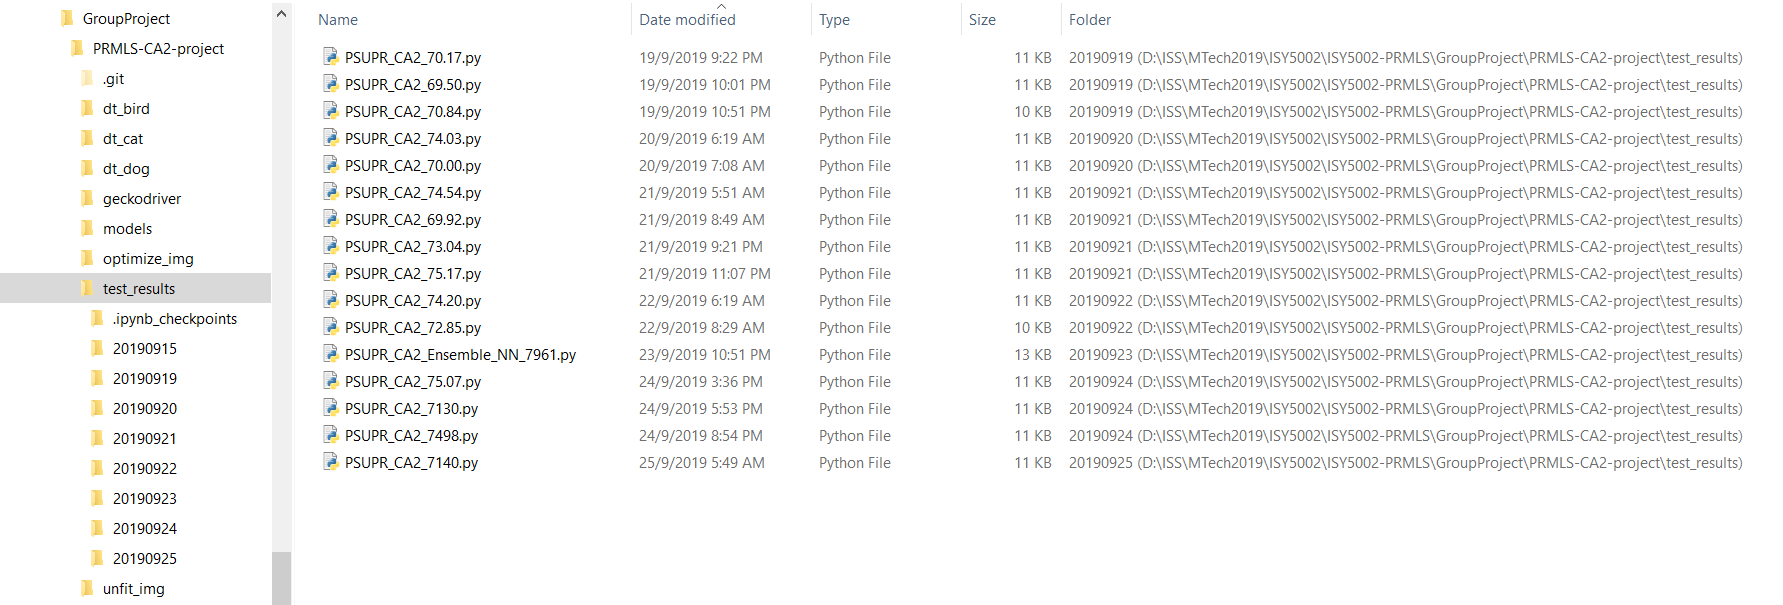 GroupProject
PRMLS-CA2-project
.git
dt_bird
dt_cat
dt_dog
geckodriver
models
optimize_img
test_results
.ipynb_checkpoints
20190915
20190919
20190920
20190921
20190922
20190923
20190924
20190925
unfit_img
Name Date modified Type Size Folder
PSUPR_CA2_70.17.py 19/9/2019 9:22 PM Python File 11 KB 20190919 (D:\ISS\MTech2019\ISY5002\ISY5002-PRMLS\GroupProject\PRMLS-CA2-project\test_results)
PSUPR_CA2_69.50.py 19/9/2019 10:01 PM Python File 11 KB 20190919 (D:\ISS\MTech2019\ISY5002\ISY5002-PRMLS\GroupProject\PRMLS-CA2-project\test_results)
PSUPR_CA2_70.84.py 19/9/2019 10:51 PM Python File 10 KB 20190919 (D:\ISS\MTech2019\ISY5002\ISY5002-PRMLS\GroupProject\PRMLS-CA2-project\test_results)
PSUPR_CA2_74.03.py 20/9/2019 6:19 AM Python File 11 KB 20190920 (D:\ISS\MTech2019\ISY5002\ISY5002-PRMLS\GroupProject\PRMLS-CA2-project\test_results)
PSUPR_CA2_70.00.py 20/9/2019 7:08 AM Python File 11 KB 20190920 (D:\ISS\MTech2019\ISY5002\ISY5002-PRMLS\GroupProject\PRMLS-CA2-project\test_results)
PSUPR_CA2_74.54.py 21/9/2019 5:51 AM Python File 11 KB 20190921 (D:\ISS\MTech2019\ISY5002\ISY5002-PRMLS\GroupProject\PRMLS-CA2-project\test_results)
PSUPR_CA2_69.92.py 21/9/2019 8:49 AM Python File 11 KB 20190921 (D:\ISS\MTech2019\ISY5002\ISY5002-PRMLS\GroupProject\PRMLS-CA2-project\test_results)
PSUPR_CA2_73.04.py 21/9/2019 9:21 PM Python File 11 KB 20190921 (D:\ISS\MTech2019\ISY5002\ISY5002-PRMLS\GroupProject\PRMLS-CA2-project\test_results)
PSUPR_CA2_75.17.py 21/9/2019 11:07 PM Python File 11 KB 20190921 (D:\ISS\MTech2019\ISY5002\ISY5002-PRMLS\GroupProject\PRMLS-CA2-project\test_results)
PSUPR_CA2_74.20.py 22/9/2019 6:19 AM Python File 11 KB 20190922 (D:\ISS\MTech2019\ISY5002\ISY5002-PRMLS\GroupProject\PRMLS-CA2-project\test_results)
PSUPR_CA2_72.85.py 22/9/2019 8:29 AM Python File 10 KB 20190922 (D:\ISS\MTech2019\ISY5002\ISY5002-PRMLS\GroupProject\PRMLS-CA2-project\test_results)
PSUPR_CA2_Ensemble_NN_7961.py 23/9/2019 10:51 PM Python File 13 KB 20190923 (D:\ISS\MTech2019\ISY5002\ISY5002-PRMLS\GroupProject\PRMLS-CA2-project\test_results)
PSUPR_CA2_75.07.py 24/9/2019 3:36 PM Python File 11 KB 20190924 (D:\ISS\MTech2019\ISY5002\ISY5002-PRMLS\GroupProject\PRMLS-CA2-project\test_results)
PSUPR_CA2_7130.py 24/9/2019 5:53 PM Python File 11 KB 20190924 (D:\ISS\MTech2019\ISY5002\ISY5002-PRMLS\GroupProject\PRMLS-CA2-project\test_results)
PSUPR_CA2_7498.py 24/9/2019 8:54 PM Python File 11 KB 20190924 (D:\ISS\MTech2019\ISY5002\ISY5002-PRMLS\GroupProject\PRMLS-CA2-project\test_results)
PSUPR_CA2_7140.py 25/9/2019 5:49 AM Python File 11 KB 20190925 (D:\ISS\MTech2019\ISY5002\ISY5002-PRMLS\GroupProject\PRMLS-CA2-project\test_results)